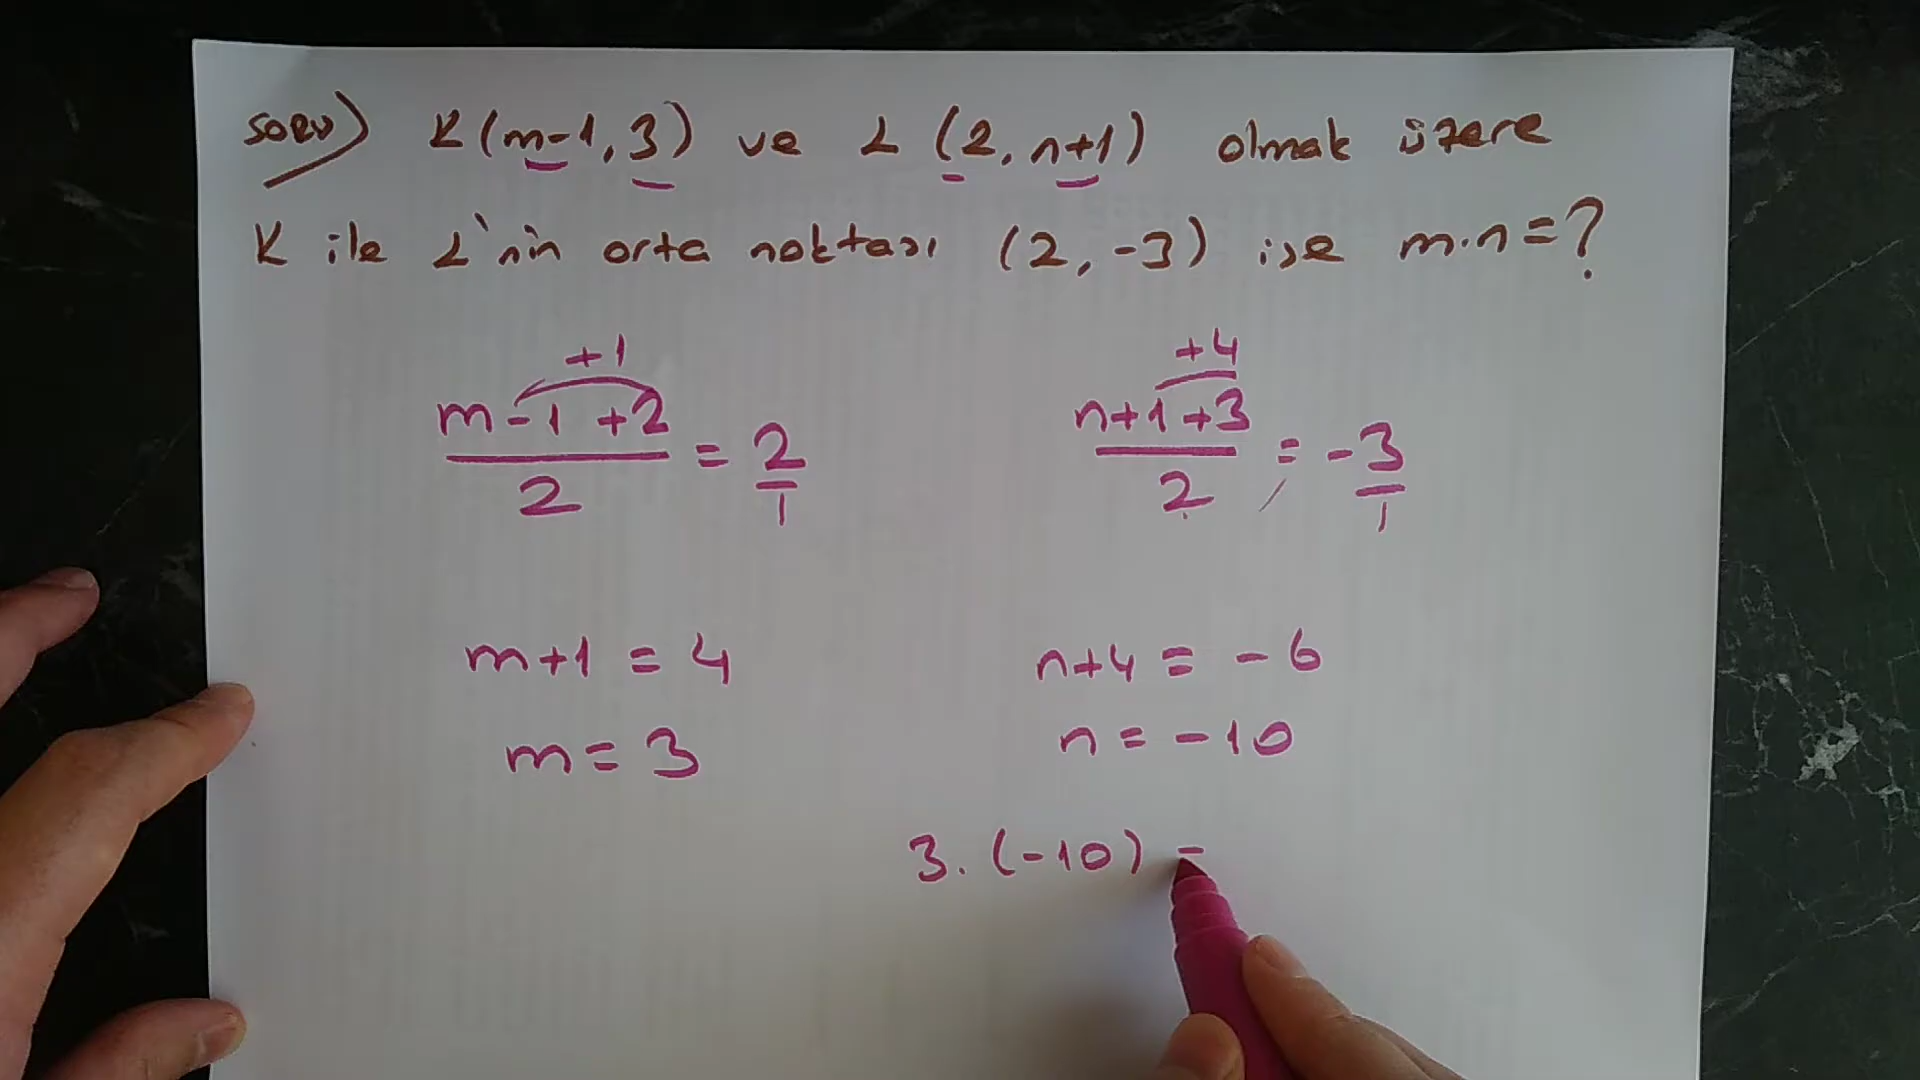 SORU) K(m-1, 3) ve L (2, n+1) olmak üzere
K ile L'nin orta noktası (2, -3) ise m.n = ?
+1
m-1+2
2
= 2
1
+4
n+1+3
2
= -3
1
m+1 = 4
n+4 = -6
m = 3
n = -10
3. (-10) =